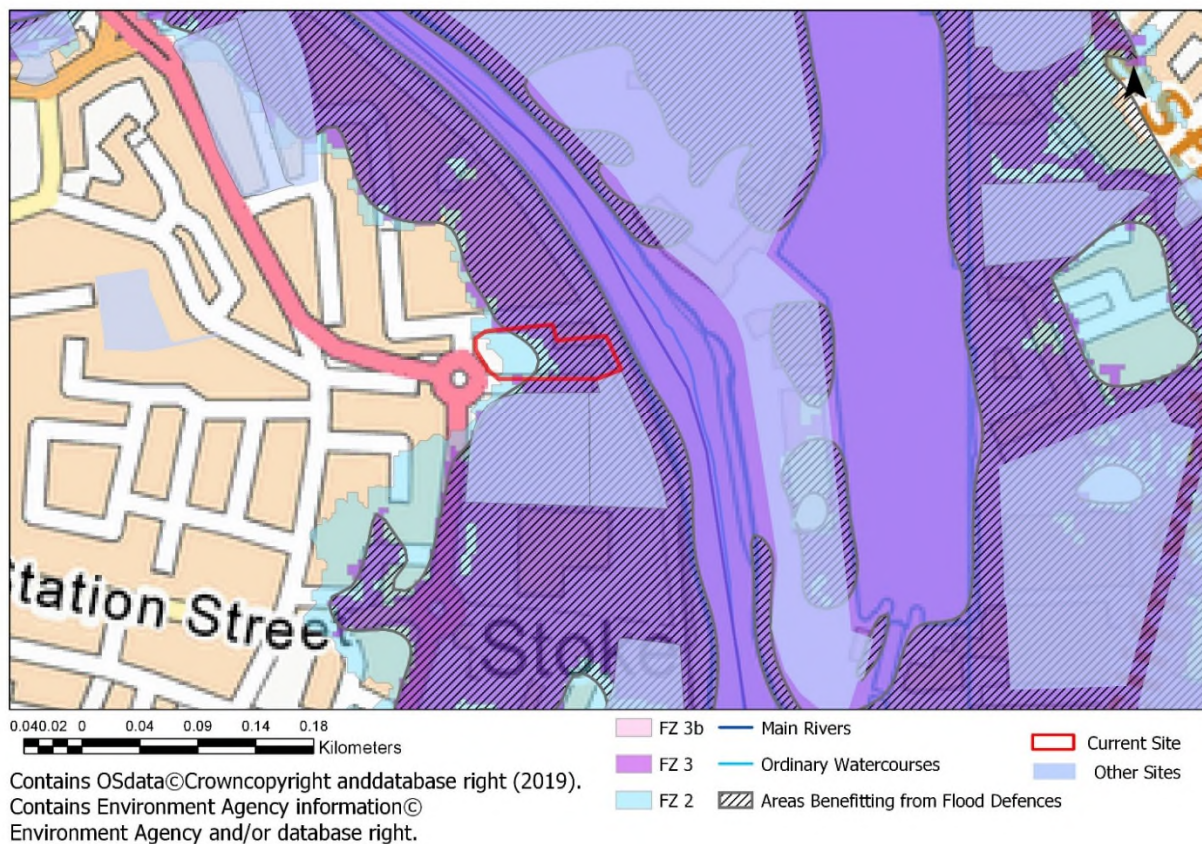 Station Street
Stoke
0.040.02 0 0.04 0.09 0.14 0.18
Kilometers
FZ 3b
Main Rivers
Current Site
FZ 3
Ordinary Watercourses
Other Sites
FZ 2
Areas Benefitting from Flood Defences
Contains OSdata©Crowncopyright anddatabase right (2019).
Contains Environment Agency information©
Environment Agency and/or database right.